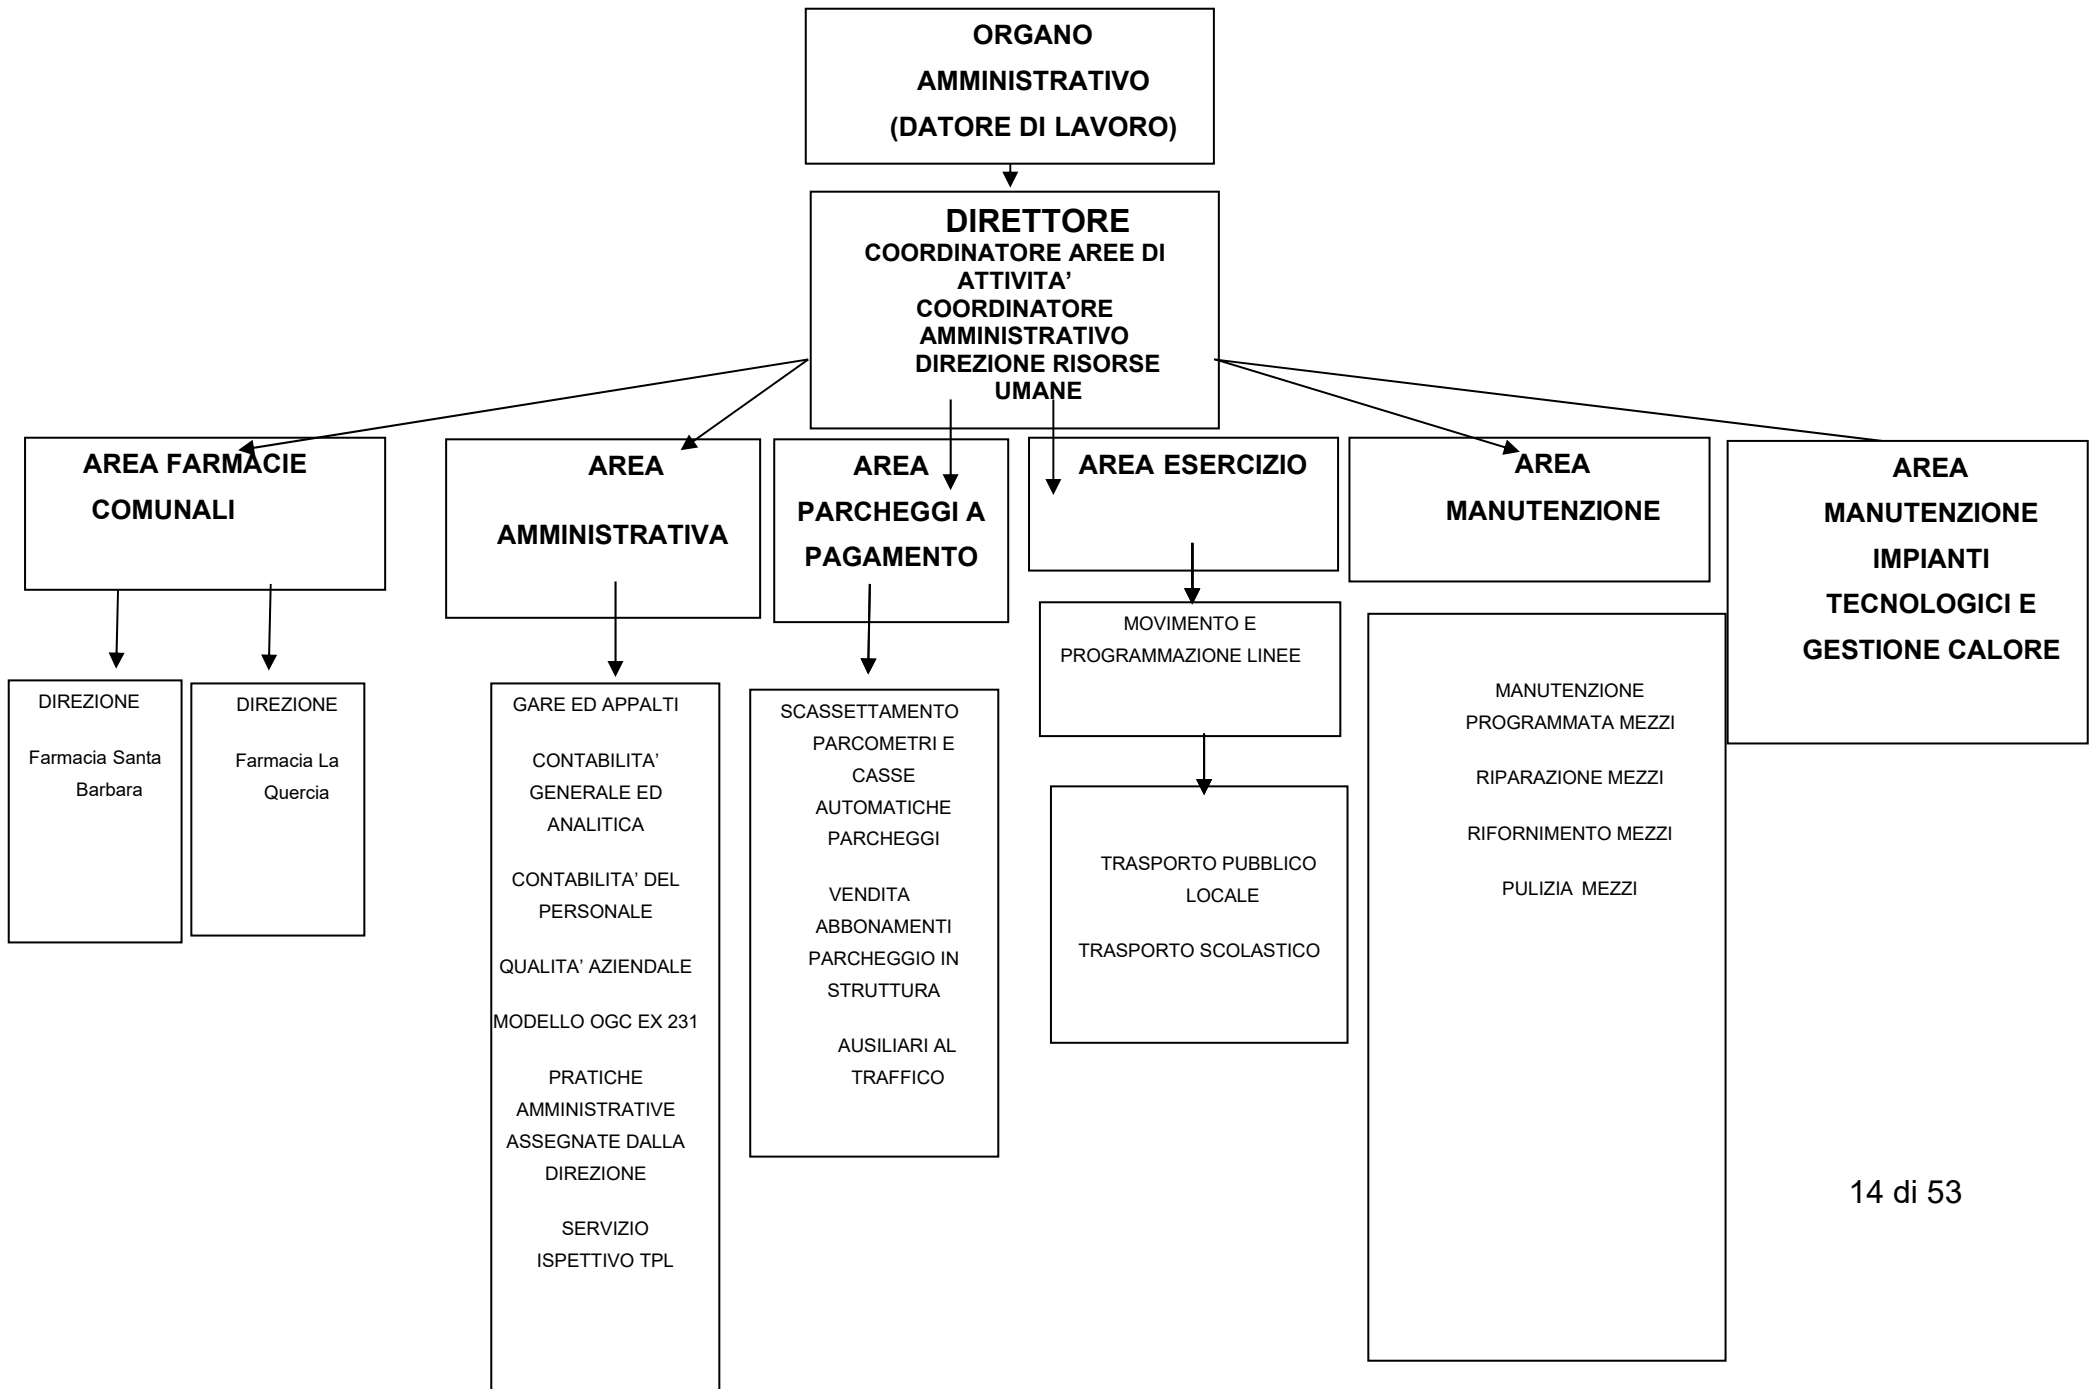 ORGANO
AMMINISTRATIVO
(DATORE DI LAVORO)
DIRETTORE
COORDINATORE AREE DI
ATTIVITA’
COORDINATORE
AMMINISTRATIVO
DIREZIONE RISORSE
UMANE
AREA FARMACIE
COMUNALI
AREA
AMMINISTRATIVA
AREA
PARCHEGGI A
PAGAMENTO
AREA ESERCIZIO
AREA
MANUTENZIONE
AREA
MANUTENZIONE
IMPIANTI
TECNOLOGICI E
GESTIONE CALORE
DIREZIONE
Farmacia Santa
Barbara
DIREZIONE
Farmacia La
Quercia
GARE ED APPALTI
CONTABILITA’
GENERALE ED
ANALITICA
CONTABILITA’ DEL
PERSONALE
QUALITA’ AZIENDALE
MODELLO OGC EX 231
PRATICHE
AMMINISTRATIVE
ASSEGNATE DALLA
DIREZIONE
SERVIZIO
ISPETTIVO TPL
SCASSETTAMENTO
PARCOMETRI E
CASSE
AUTOMATICHE
PARCHEGGI
VENDITA
ABBONAMENTI
PARCHEGGIO IN
STRUTTURA
AUSILIARI AL
TRAFFICO
MOVIMENTO E
PROGRAMMAZIONE LINEE
TRASPORTO PUBBLICO
LOCALE
TRASPORTO SCOLASTICO
MANUTENZIONE
PROGRAMMATA MEZZI
RIPARAZIONE MEZZI
RIFORNIMENTO MEZZI
PULIZIA MEZZI
14 di 53